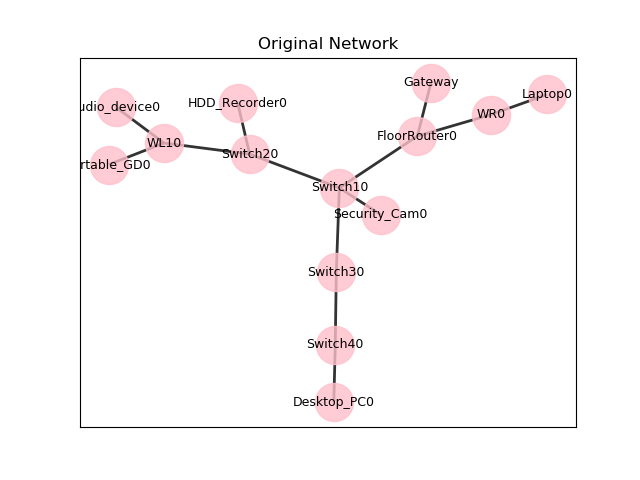 Original Network
Gateway
Laptop0
udio_device0
HDD_Recorder0
WR0
FloorRouter0
WL10
Switch20
rtable_GD0
Switch10
Security_Cam0
Switch30
Switch40
Desktop_PC0